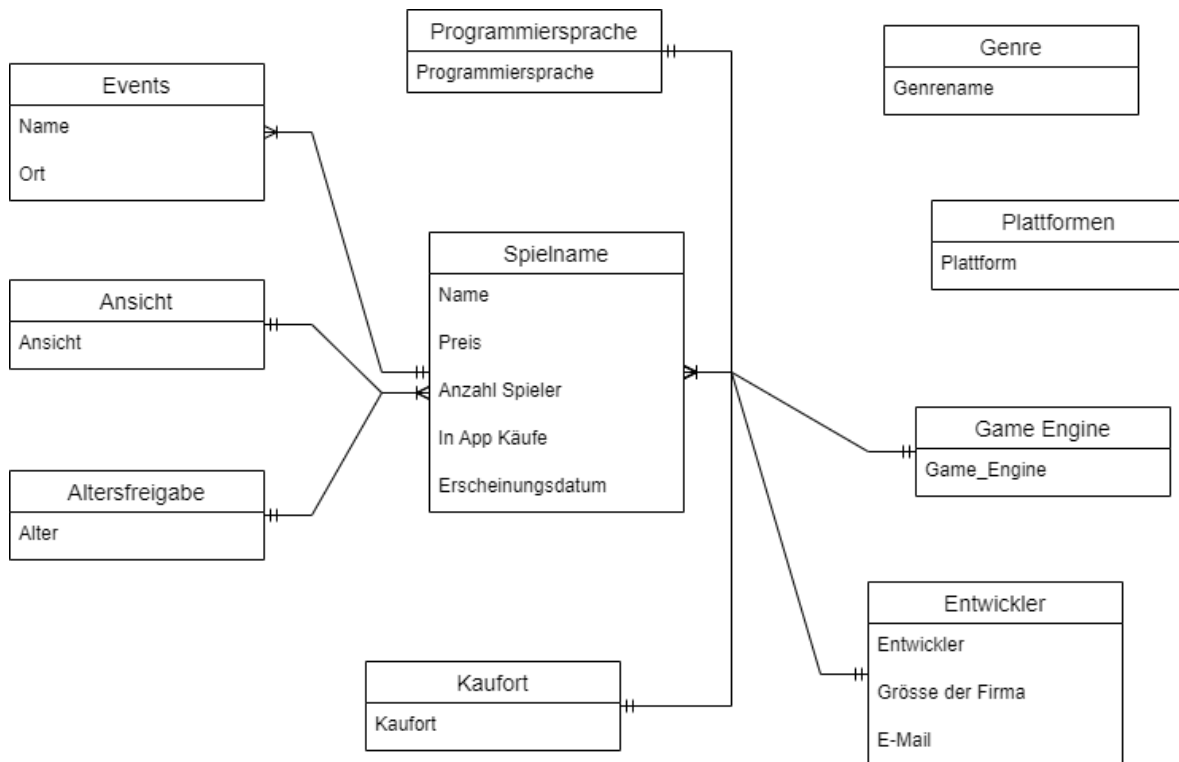 Programmiersprache
Programmiersprache
Genre
Genrename
Events
Name
Ort
Plattformen
Plattform
Spielname
Name
Preis
Anzahl Spieler
In App Käufe
Erscheinungsdatum
Ansicht
Ansicht
Game Engine
Game_Engine
Altersfreigabe
Alter
Entwickler
Entwickler
Grösse der Firma
E-Mail
Kaufort
Kaufort